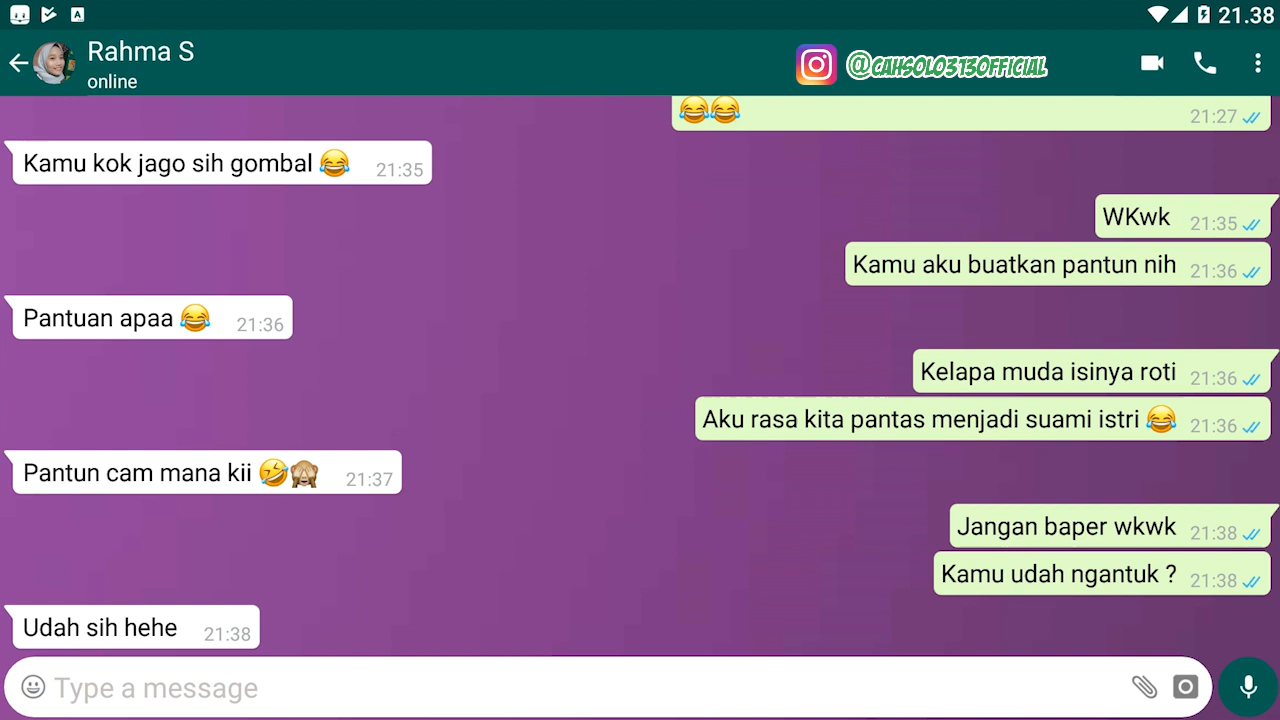 21.38
Rahma S
online
@CAHSOLO313OFFICIAL
😂😂 21:27
Kamu kok jago sih gombal 😂 21:35
WKwk 21:35
Kamu aku buatkan pantun nih 21:36
Pantuan apaa 😂 21:36
Kelapa muda isinya roti 21:36
Aku rasa kita pantas menjadi suami istri 😂 21:36
Pantun cam mana kii 🤣🙈 21:37
Jangan baper wkwk 21:38
Kamu udah ngantuk ? 21:38
Udah sih hehe 21:38
Type a message